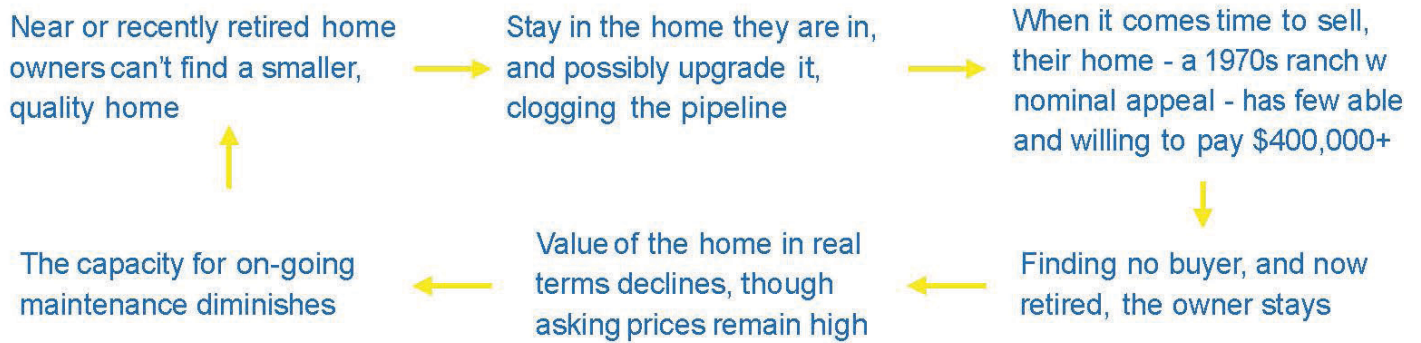 Near or recently retired home
owners can't find a smaller,
quality home
Stay in the home they are in,
and possibly upgrade it,
clogging the pipeline
When it comes time to sell,
their home - a 1970s ranch w
nominal appeal - has few able
and willing to pay $400,000+
Finding no buyer, and now
retired, the owner stays
Value of the home in real
terms declines, though
asking prices remain high
The capacity for on-going
maintenance diminishes